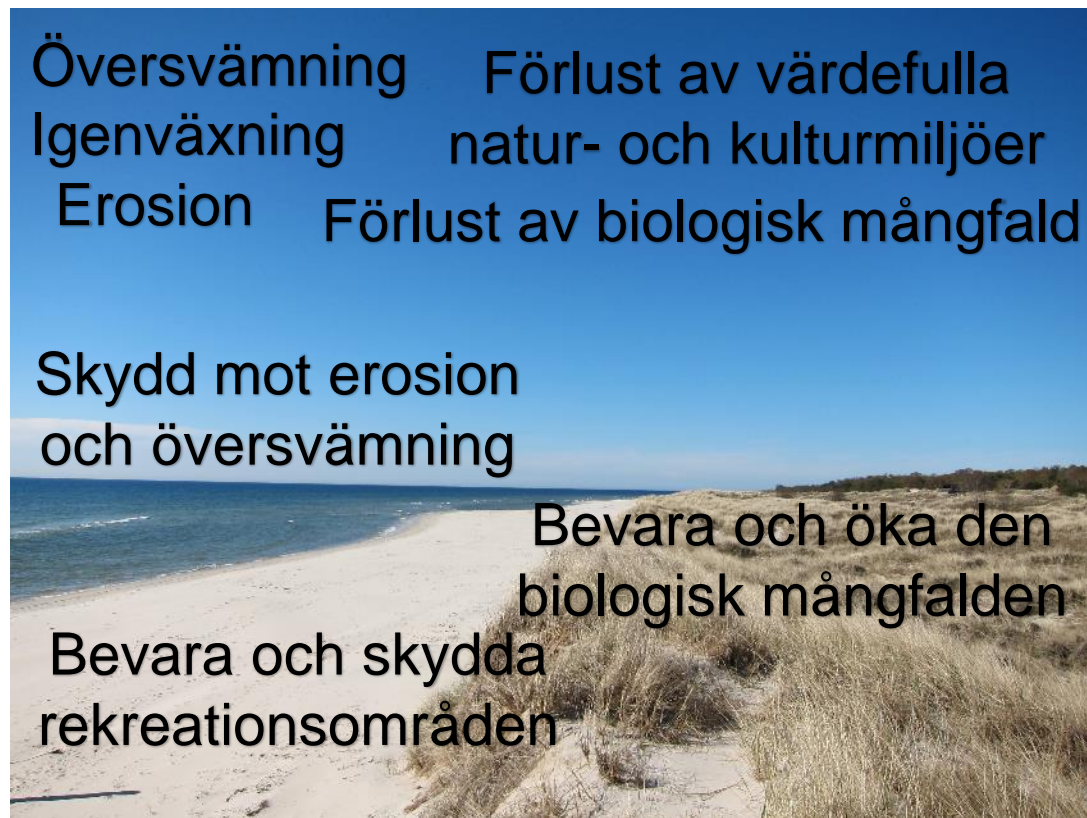 Översvämning
Igenväxning
Erosion
Förlust av värdefulla
natur- och kulturmiljöer
Förlust av biologisk mångfald
Skydd mot erosion
och översvämning
Bevara och öka den
biologisk mångfalden
Bevara och skydda
rekreationsområden